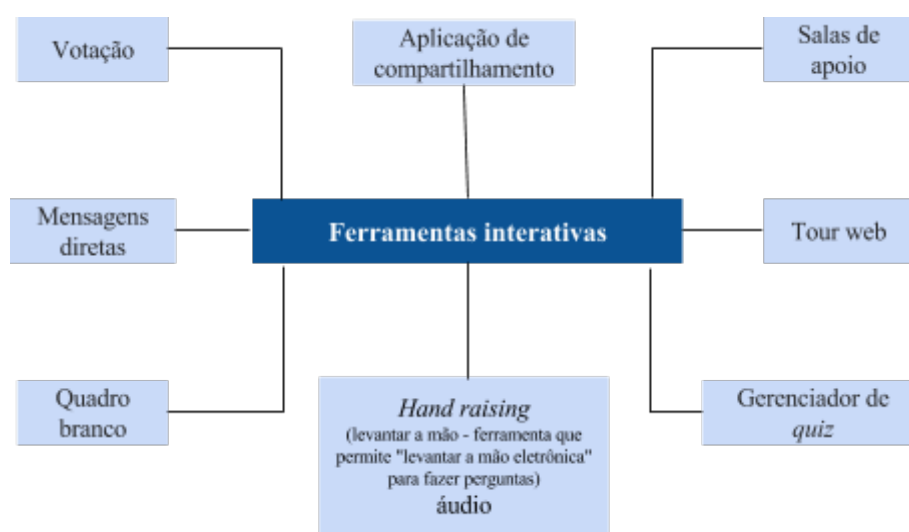 Votação
Aplicação de
compartilhamento
Salas de
apoio
Mensagens
diretas
Ferramentas interativas
Tour web
Quadro
branco
Hand raising
(levantar a mão - ferramenta que
permite "levantar a mão eletrônica"
para fazer perguntas)
áudio
Gerenciador de
quiz